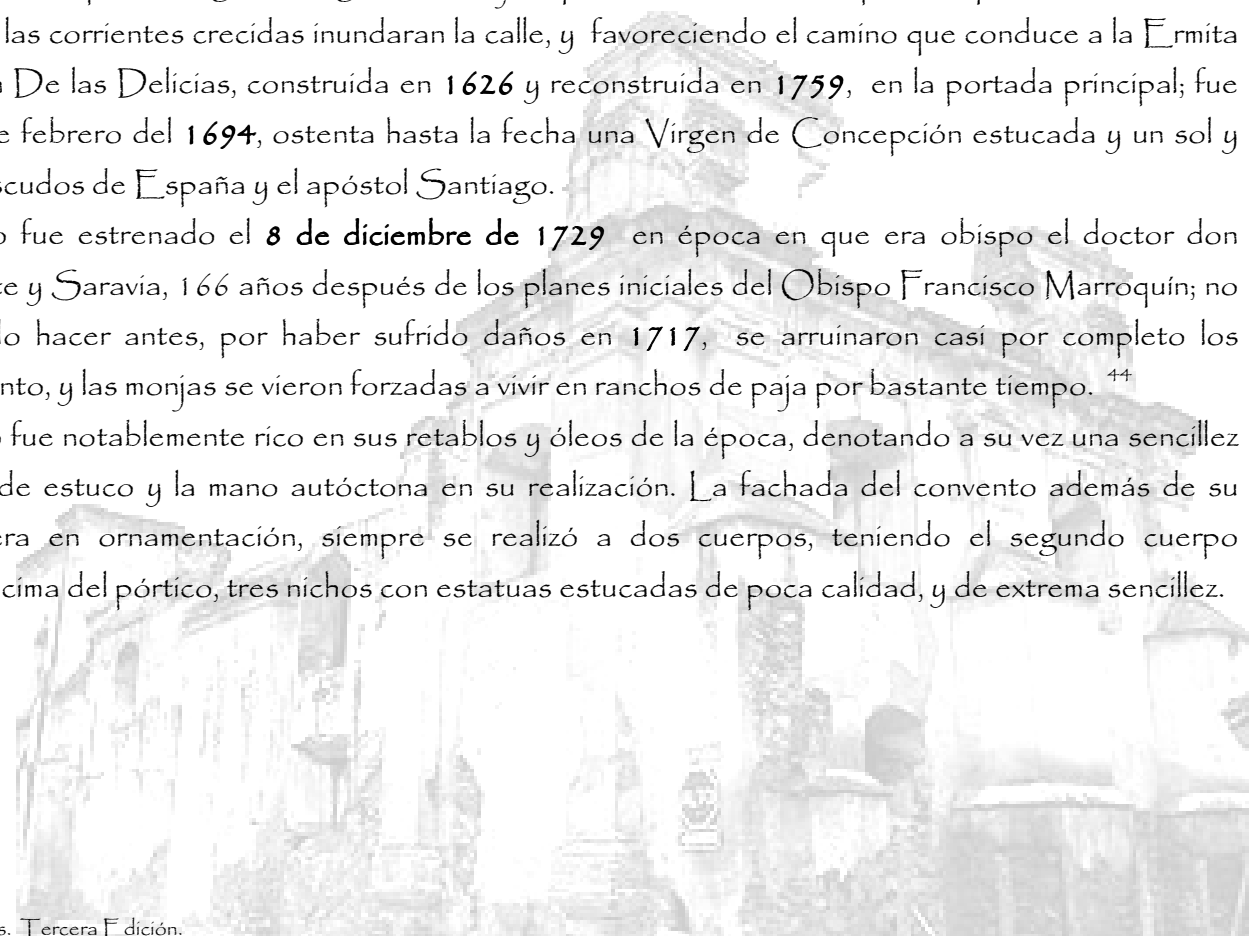 las corrientes crecidas inundaran la calle, y favoreciendo el camino que conduce a la Ermita
De las Delicias, construida en 1626 y reconstruida en 1759, en la portada principal; fue
febrero del 1694, ostenta hasta la fecha una Virgen de Concepción estucada y un sol y
scudos de España y el apóstol Santiago.
fue estrenado el 8 de diciembre de 1729 en época en que era obispo el doctor don
y Saravia, 166 años después de los planes iniciales del Obispo Francisco Marroquín; no
hacer antes, por haber sufrido daños en 1717, se arruinaron casi por completo los
nto, y las monjas se vieron forzadas a vivir en ranchos de paja por bastante tiempo. 44
fue notablemente rico en sus retablos y óleos de la época, denotando a su vez una sencillez
de estuco y la mano autóctona en su realización. La fachada del convento además de su
era en ornamentación, siempre se realizó a dos cuerpos, teniendo el segundo cuerpo
cima del pórtico, tres nichos con estatuas estucadas de poca calidad, y de extrema sencillez.
s. Tercera Edición.